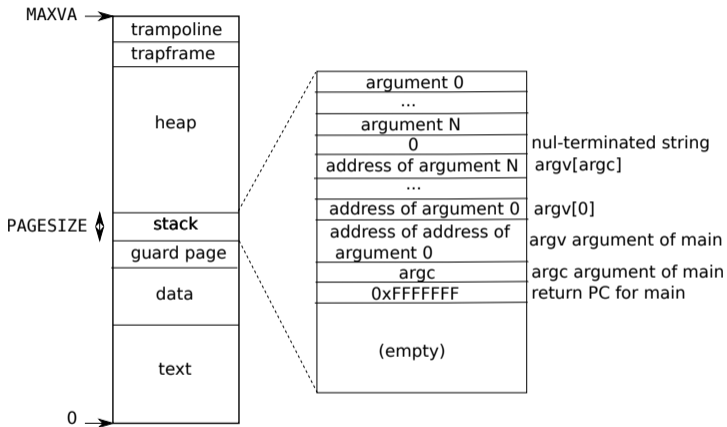 MAXVA
trampoline
trapframe
heap
PAGESIZE
stack
guard page
data
text
0
argument 0
...
argument N
0
nul-terminated string
address of argument N
argv[argc]
...
address of argument 0
argv[0]
address of address of
argument 0
argv argument of main
argc
argc argument of main
0xFFFFFFF
return PC for main
(empty)